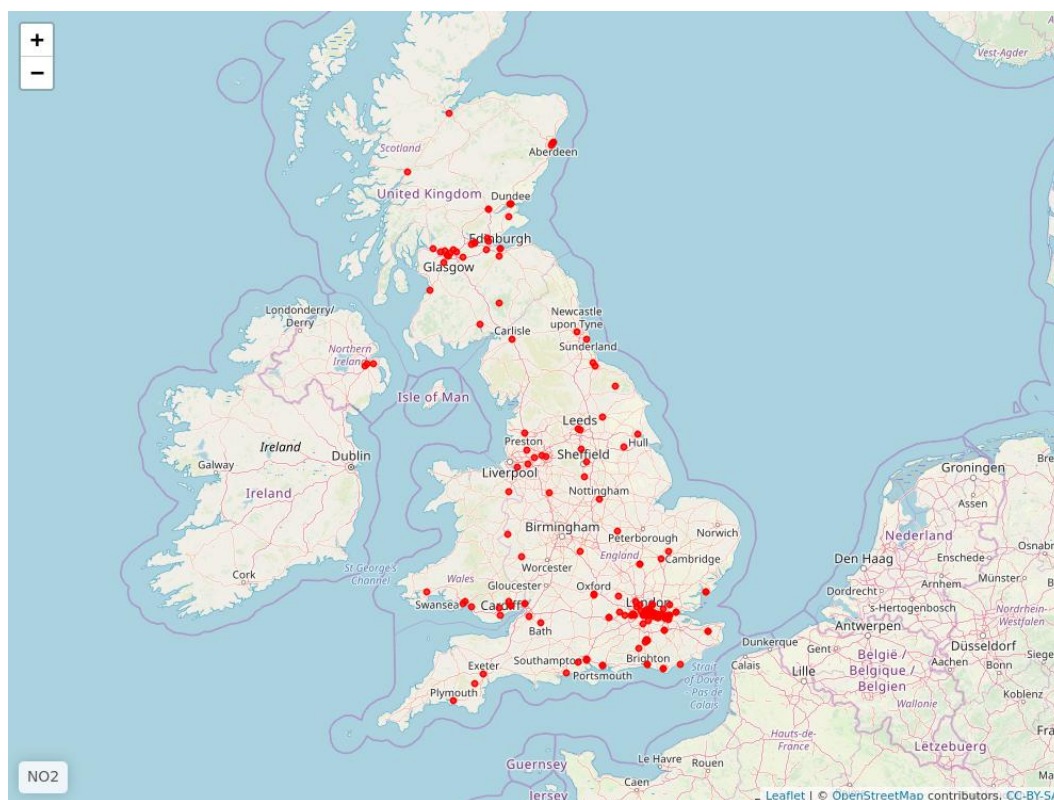 +
−
Vest-Agder
Scotland
Aberdeen
United Kingdom
Dundee
Edinburgh
Glasgow
Londonderry/
Derry
Newcastle
upon Tyne
Carlisle
Sunderland
Northern
Ireland
Isle of Man
Leeds
Preston
Hull
Ireland
Dublin
Sheffield
Galway
Liverpool
Groningen
Ireland
Nottingham
Assen
Birmingham
Norwich
Peterborough
Nederland
England
Den Haag
Enschede
Cork
St George's
Channel
Wales
Worcester
Cambridge
Gloucester
Oxford
Arnhem
Münster
Swansea
Cardiff
London
Dordrecht
's-Hertogenbosch
Bath
Antwerpen
Düsseldorf
Dunkerque
Gent
Exeter
Southampton
Brighton
Strait
of Dover
- Pas de
Calais
Calais
België /
Belgique /
Belgien
Aachen
Bonn
Portsmouth
Lille
Plymouth
Koblenz
Wallonie
Hauts-de-
France
Lëtzebuerg
Guernsey
Le Havre
Rouen
NO2
Caen
Jersey
Leaflet | © OpenStreetMap contributors, CC-BY-SA